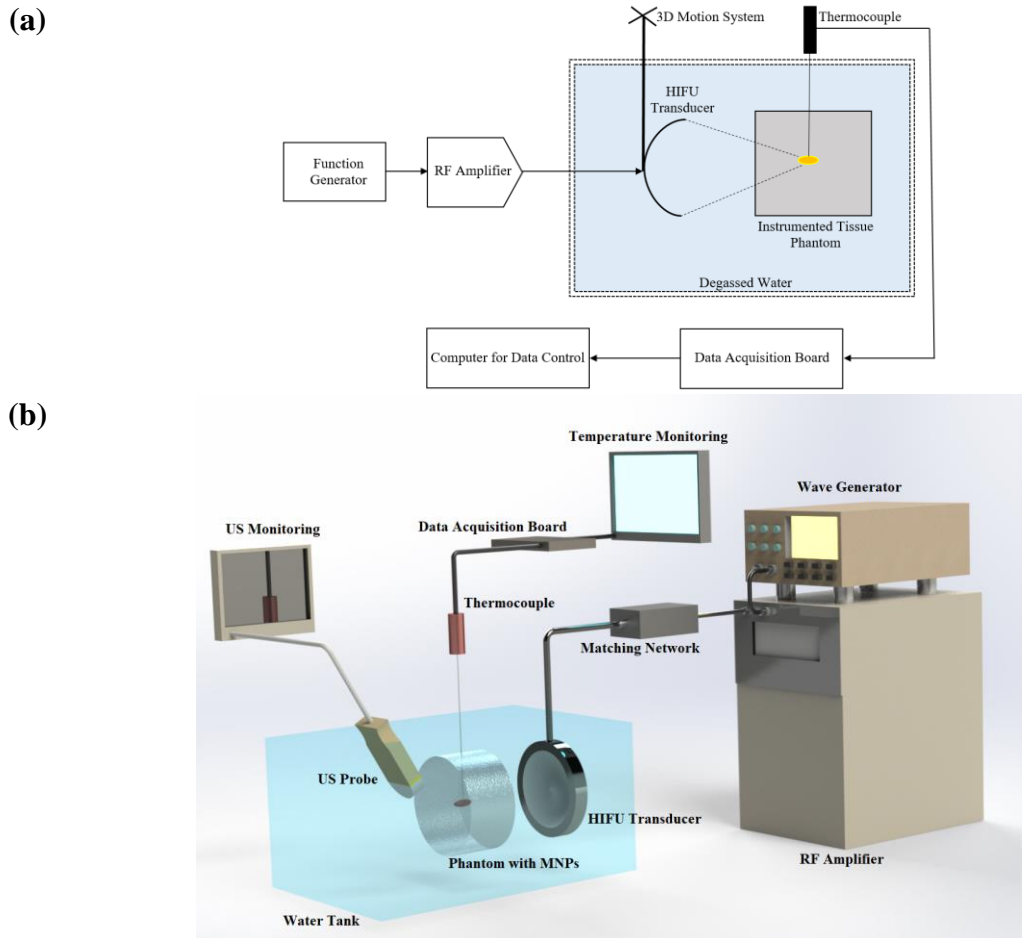 (a)
3D Motion System
Thermocouple
HIFU
Transducer
Function
Generator
RF Amplifier
Instrumented Tissue
Phantom
Degassed Water
Computer for Data Control
Data Acquisition Board
(b)
Temperature Monitoring
Wave Generator
US Monitoring
Data Acquisition Board
Thermocouple
Matching Network
US Probe
HIFU Transducer
Phantom with MNPs
RF Amplifier
Water Tank